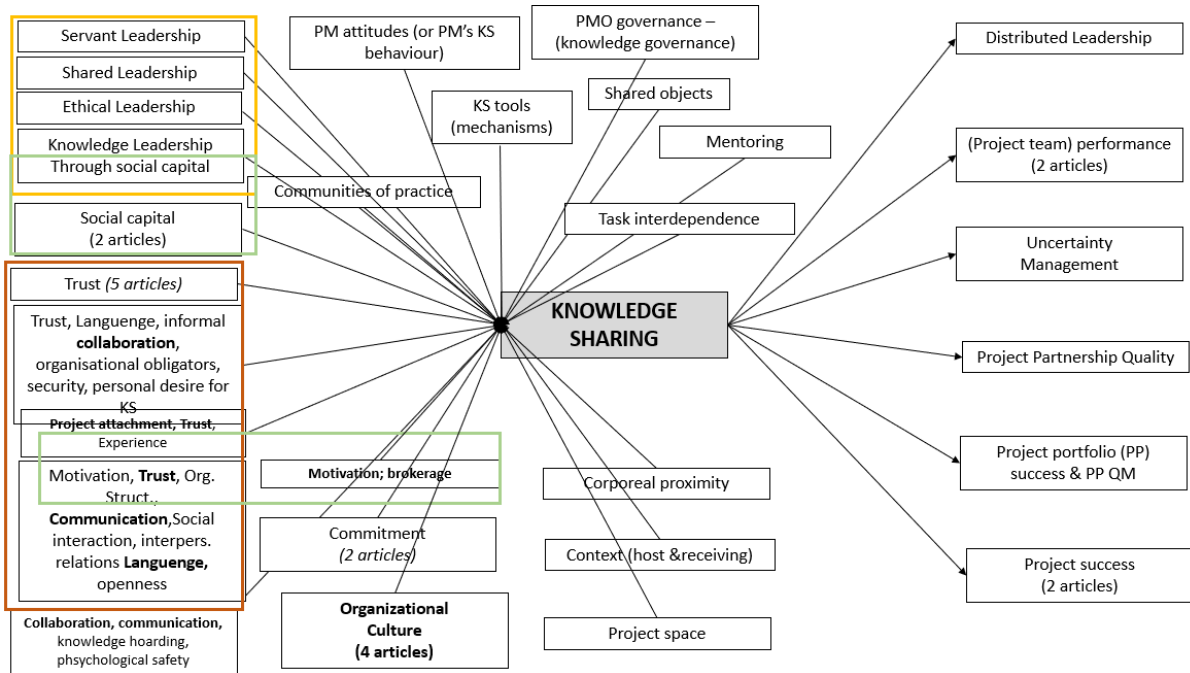 Servant Leadership
Shared Leadership
Ethical Leadership
Knowledge Leadership
Through social capital
Social capital
(2 articles)
Trust (5 articles)
Trust, Languenge, informal
collaboration,
organisational obligators,
security, personal desire for
KS
Project attachment, Trust,
Experience
Motivation, Trust, Org.
Struct.,
Communication,Social
interaction, interpers.
relations Languenge,
openness
Collaboration, communication,
knowledge hoarding,
phsychological safety
PM attitudes (or PM's KS
behaviour)
KS tools
(mechanisms)
Communities of practice
PMO governance –
(knowledge governance)
Shared objects
Mentoring
Task interdependence
KNOWLEDGE
SHARING
Motivation; brokerage
Commitment
(2 articles)
Organizational
Culture
(4 articles)
Corporeal proximity
Context (host &receiving)
Project space
Distributed Leadership
(Project team) performance
(2 articles)
Uncertainty
Management
Project Partnership Quality
Project portfolio (PP)
success & PP QM
Project success
(2 articles)